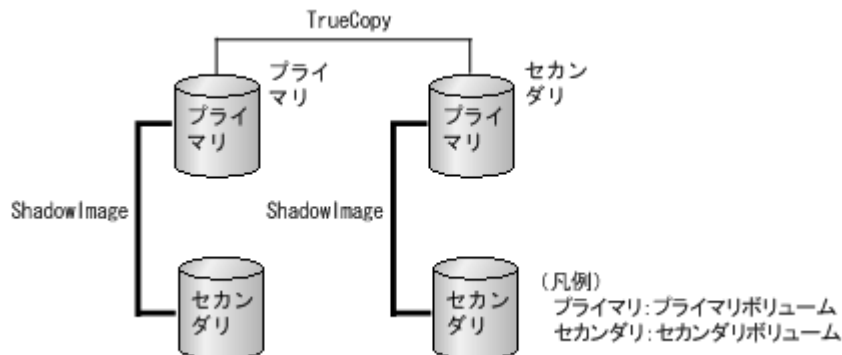 TrueCopy
プライ
マリ
セカン
ダリ
プライ
マリ
プライ
マリ
ShadowImage
ShadowImage
セカン
ダリ
セカン
ダリ
(凡例)
プライマリ:プライマリボリューム
セカンダリ:セカンダリボリューム